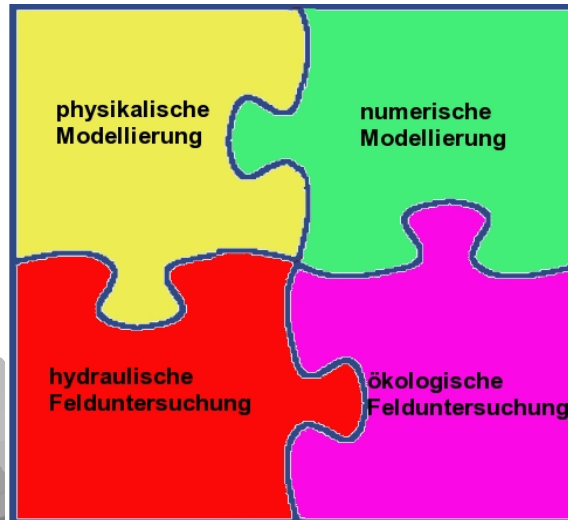 physikalische
Modellierung
numerische
Modellierung
hydraulische
Felduntersuchung
ökologische
Felduntersuchung